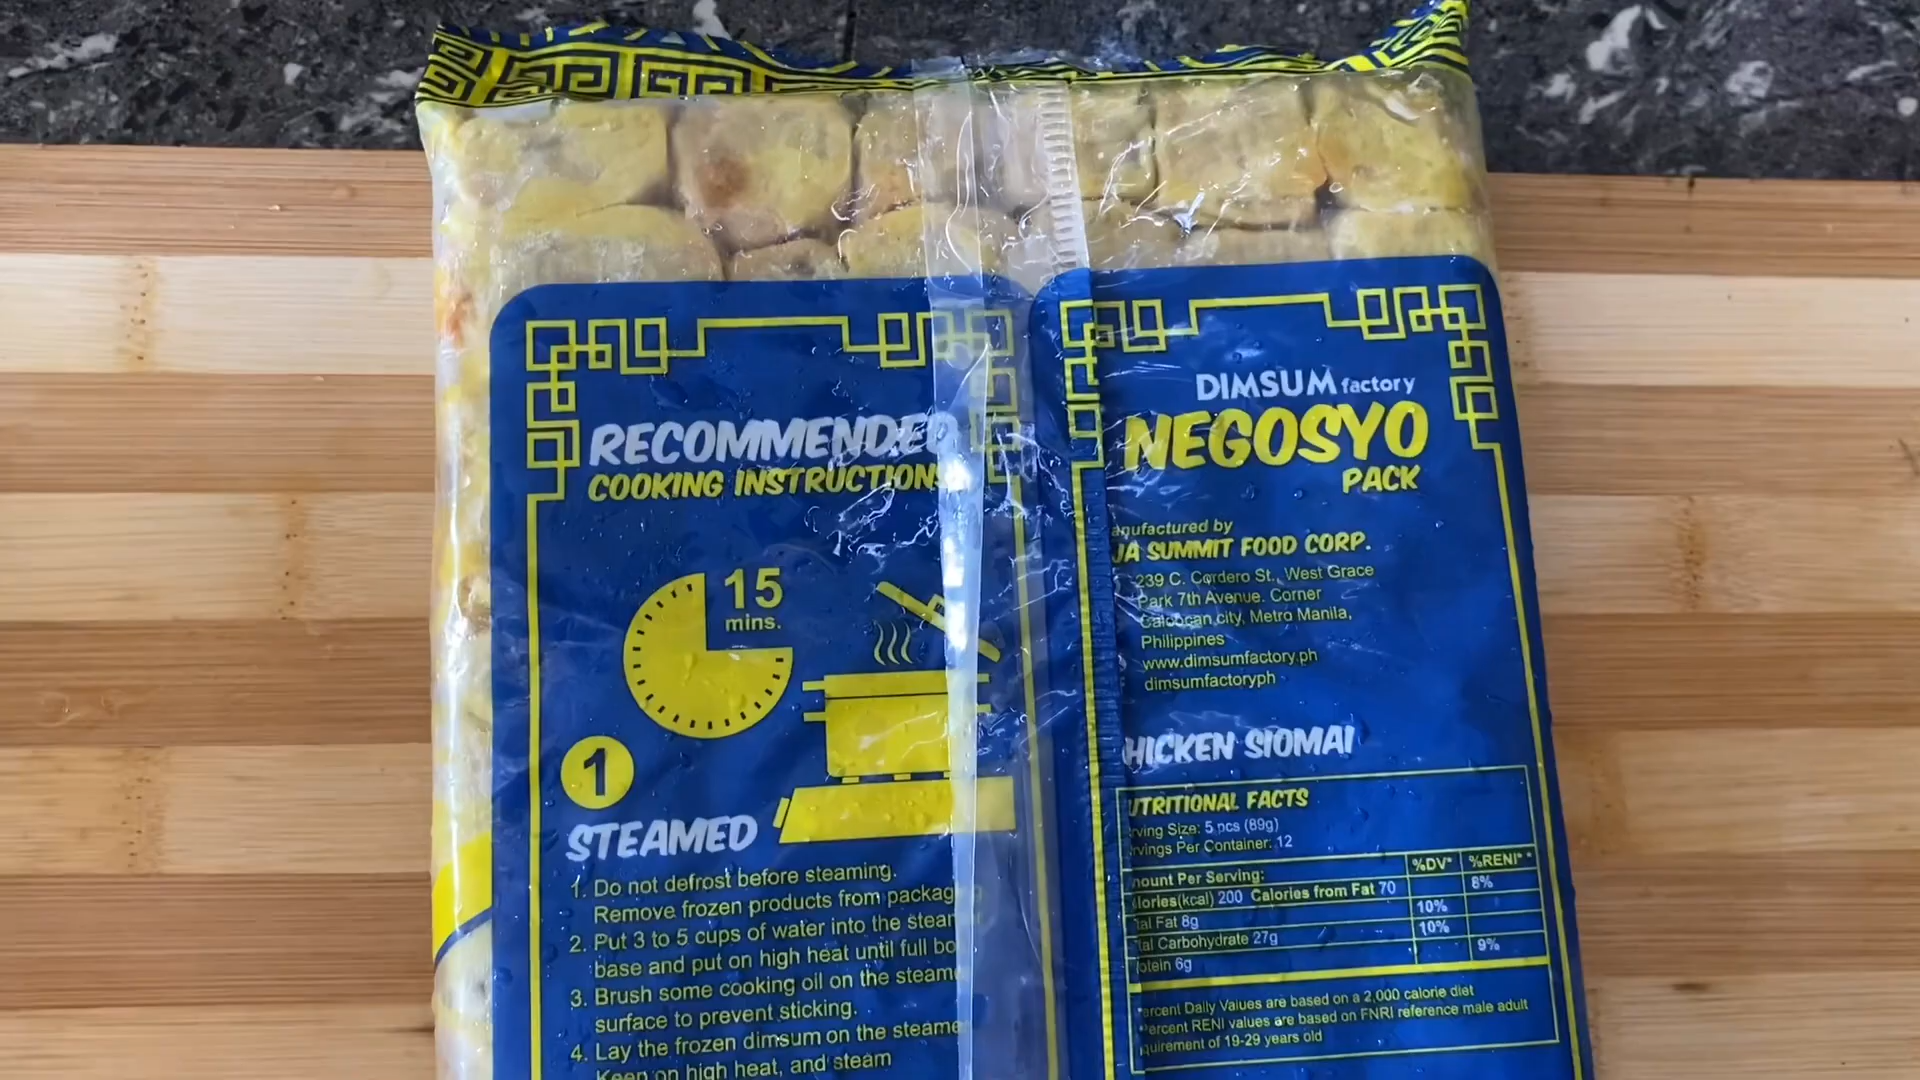 RECOMMENDED
COOKING INSTRUCTIONS
15
mins.
1
STEAMED
1. Do not defrost before steaming.
Remove frozen products from packag
2. Put 3 to 5 cups of water into the steam
base and put on high heat until full bo
3. Brush some cooking oil on the steame
surface to prevent sticking.
4. Lay the frozen dimsum on the steame
Keep on high heat, and steam
DIMSUM factory
NEGOSYO
PACK
anufactured by
JA SUMMIT FOOD CORP.
239 C. Cordero St., West Grace
Park 7th Avenue. Corner
Caloocan city, Metro Manila,
Philippines
www.dimsumfactory.ph
dimsumfactoryph
HICKEN SIOMAI
UTRITIONAL FACTS
rving Size: 5 pcs (89g)
rvings Per Container: 12
mount Per Serving: %DV* %RENI**
lories(kcal) 200 Calories from Fat 70 8%
tal Fat 8g 10%
tal Carbohydrate 27g 10%
otein 6g 9%
ercent Daily Values are based on a 2,000 calorie diet
Percent RENI values are based on FNRI reference male adult
quirement of 19-29 years old